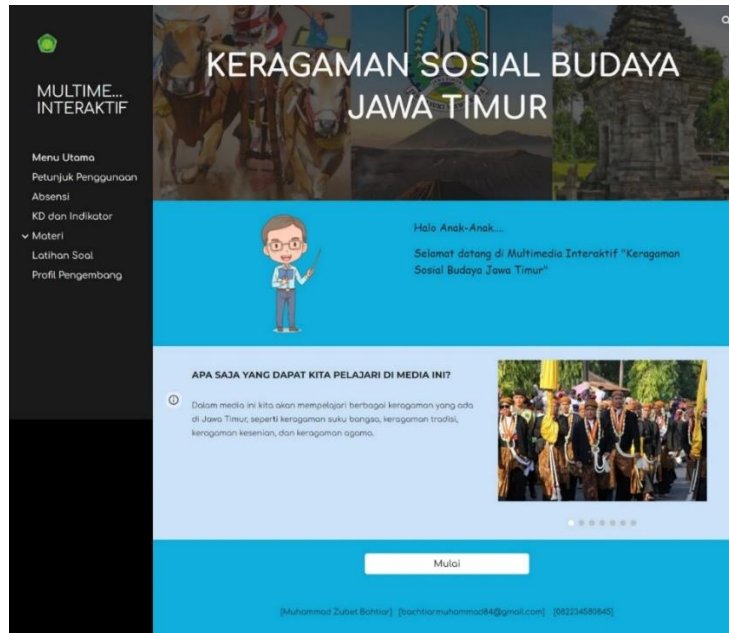 MULTIME...
INTERAKTIF
Menu Utama
Petunjuk Penggunaan
Absensi
KD dan Indikator
Materi
Latihan Soal
Profil Pengembang
KERAGAMAN SOSIAL BUDAYA
JAWA TIMUR
Halo Anak-Anak....
Selamat datang di Multimedia Interaktif "Keragaman
Sosial Budaya Jawa Timur"
APA SAJA YANG DAPAT KITA PELAJARI DI MEDIA INI?
Dalam media ini kita akan mempelajari berbagai keragaman yang ada
di Jawa Timur, seperti keragaman suku bangsa, keragaman tradisi,
keragaman kesenian, dan keragaman agama.
Mulai
[Muhammad Zubet Bahtiar] [bachtiarmuhammad84@gmail.com] [082234580645]